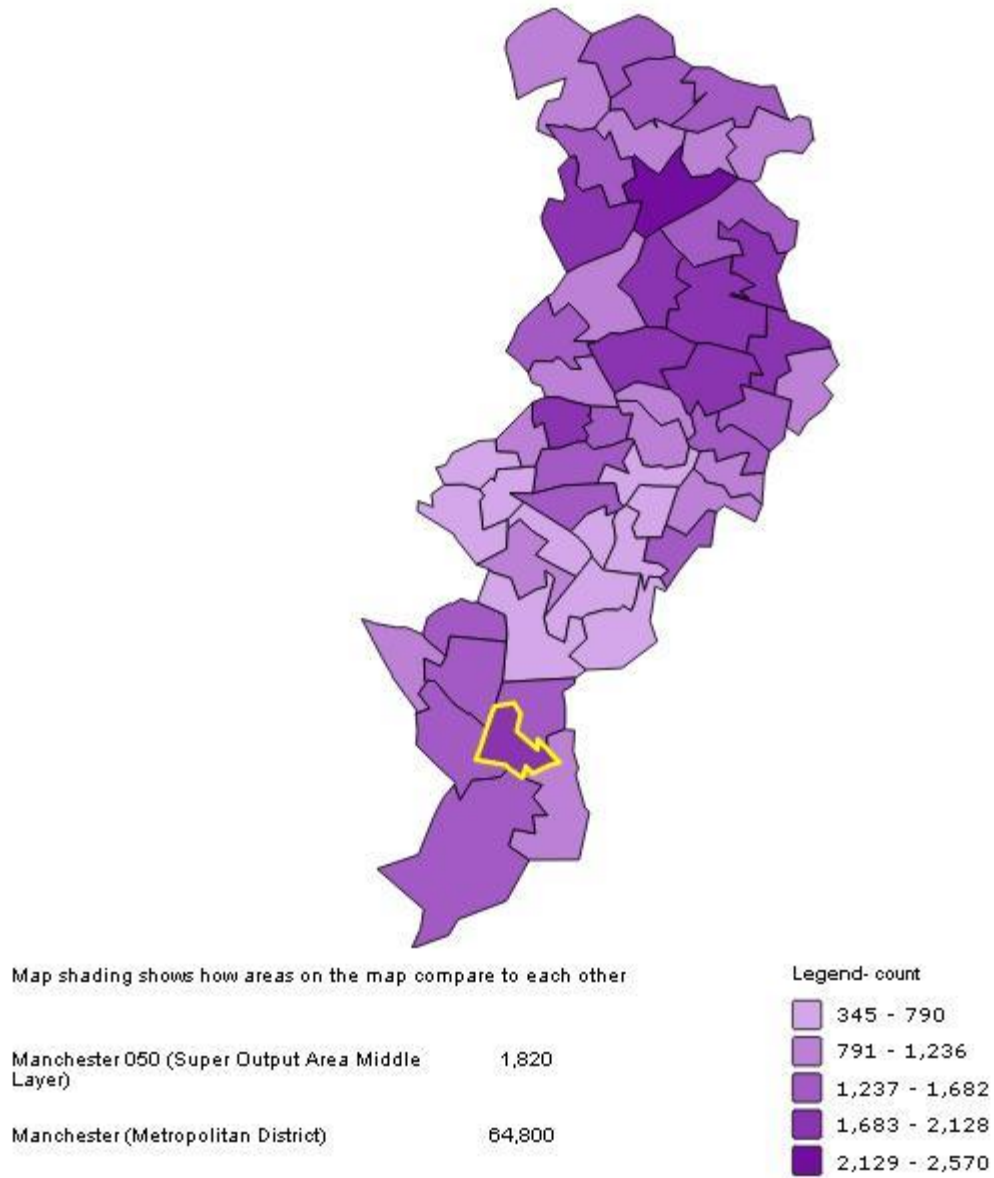 Map shading shows how areas on the map compare to each other
Manchester 050 (Super Output Area Middle
Layer)
1,820
Manchester (Metropolitan District)
64,800
Legend- count
345 - 790
791 - 1,236
1,237 - 1,682
1,683 - 2,128
2,129 - 2,570